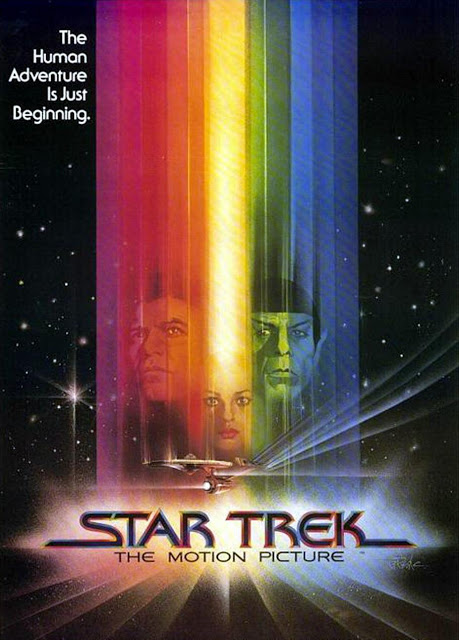 The
Human
Adventure
Is Just
Beginning.
STAR TREK
THE MOTION PICTURE